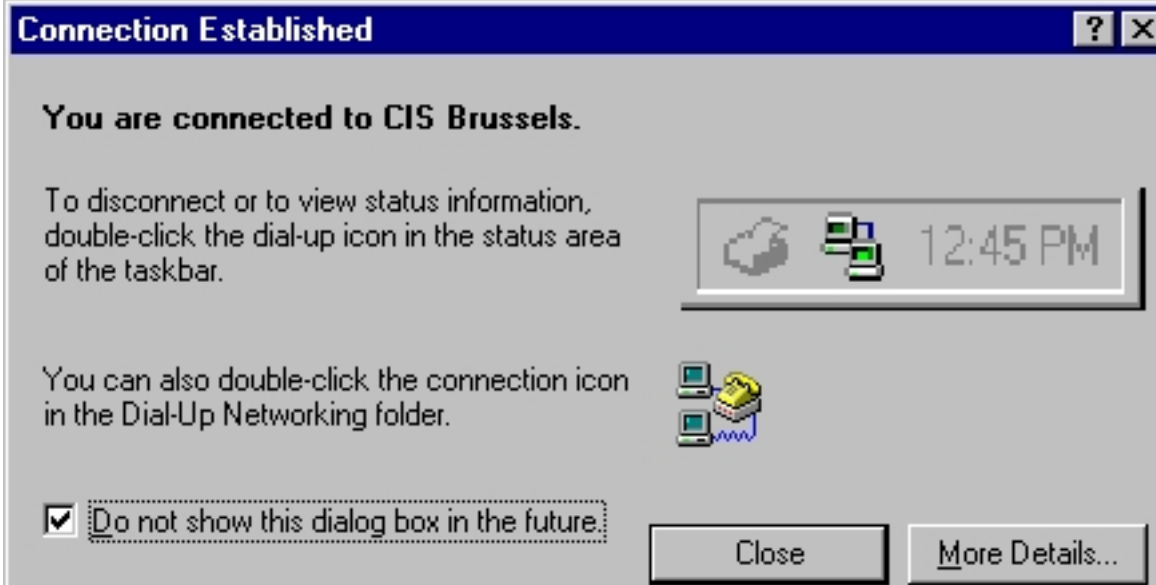 Connection Established
You are connected to CIS Brussels.
To disconnect or to view status information,
double-click the dial-up icon in the status area
of the taskbar.
12:45 PM
You can also double-click the connection icon
in the Dial-Up Networking folder.
Do not show this dialog box in the future.
Close
More Details...